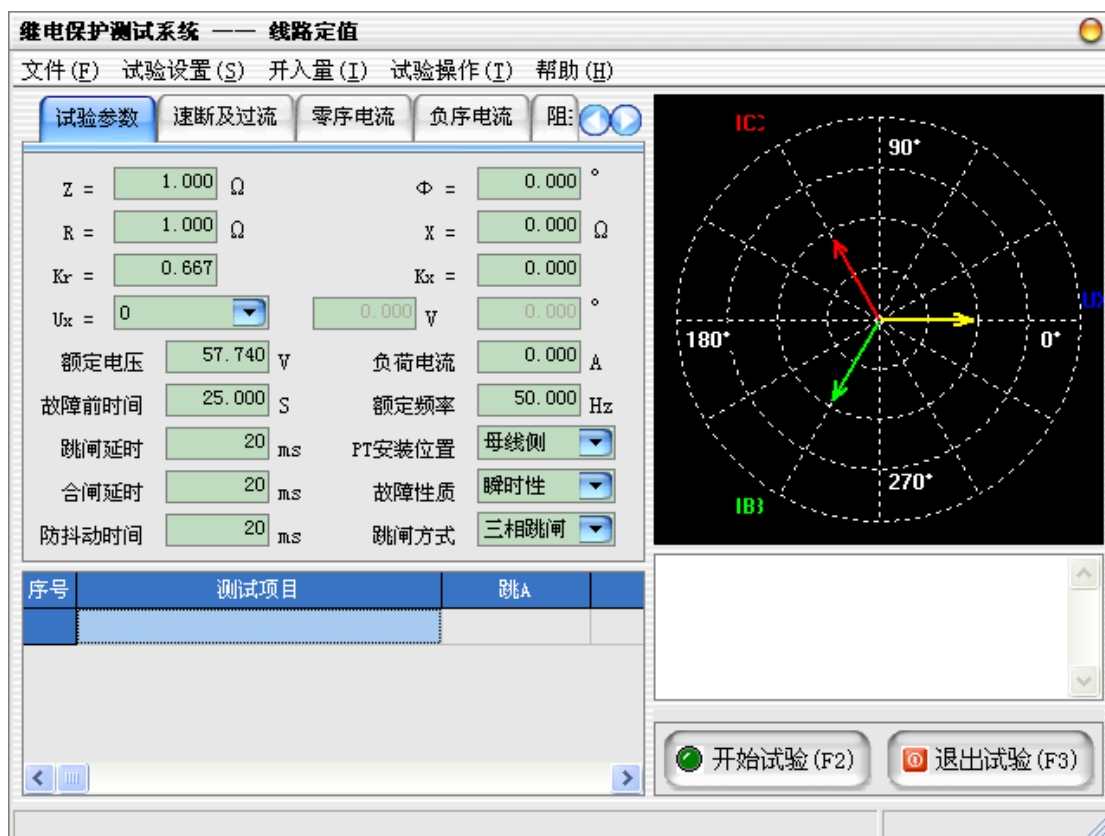 继电保护测试系统 —— 线路定值
文件(F) 试验设置(S) 开入量(I) 试验操作(T) 帮助(H)
试验参数 速断及过流 零序电流 负序电流 阻:
Z = 1.000 Ω Φ = 0.000 °
R = 1.000 Ω X = 0.000 Ω
Kr = 0.667 Kx = 0.000
Ux = 0 0.000 V 0.000 °
额定电压 57.740 V 负荷电流 0.000 A
故障前时间 25.000 S 额定频率 50.000 Hz
跳闸延时 20 ms PT安装位置 母线侧
合闸延时 20 ms 故障性质 瞬时性
防抖动时间 20 ms 跳闸方式 三相跳闸
90°
180° 0°
270°
序号 测试项目 跳A
开始试验(F2) 退出试验(F3)